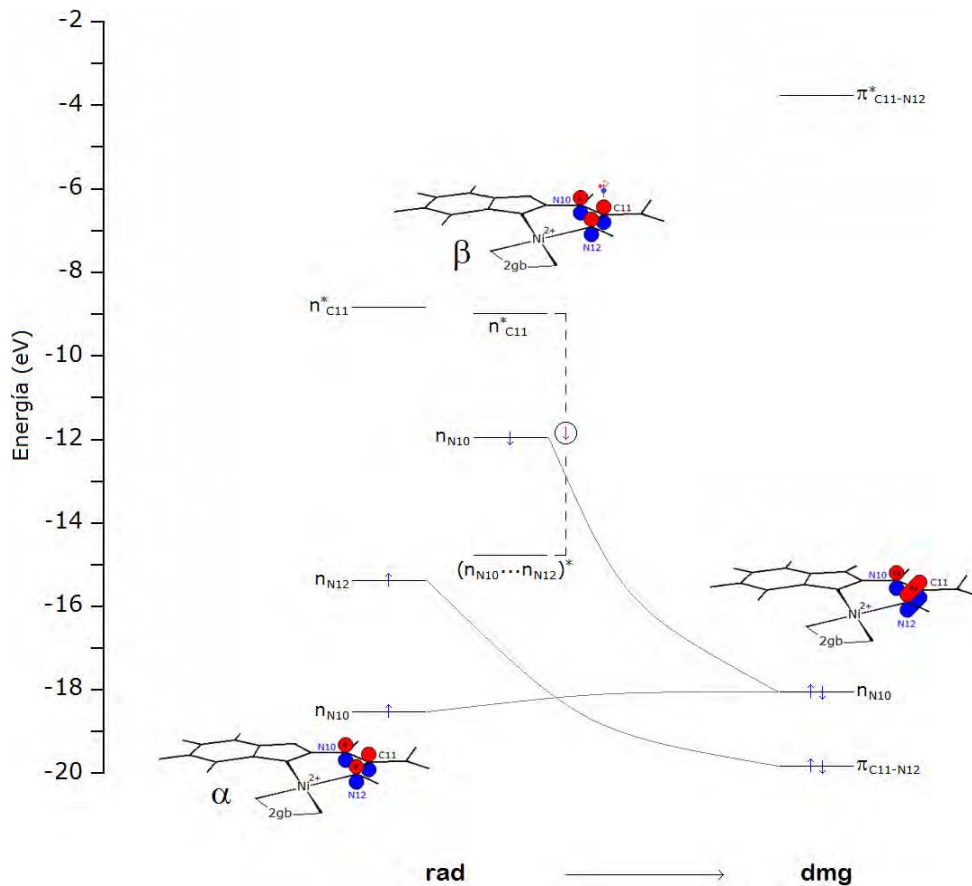 -2
-4
π*C11-N12
-6
N10
C11
Ni2+
N12
β
2gb
-8
n*C11
n*C11
Energía (eV)
-10
-12
nN10
↓
↓
-14
(nN10···nN12)*
nN12
↑
N10
C11
-16
Ni2+
N12
2gb
-18
nN10
↑
↑↓
nN10
N10
C11
-20
↑↓
πC11-N12
Ni2+
α
2gb
N12
rad
dmg